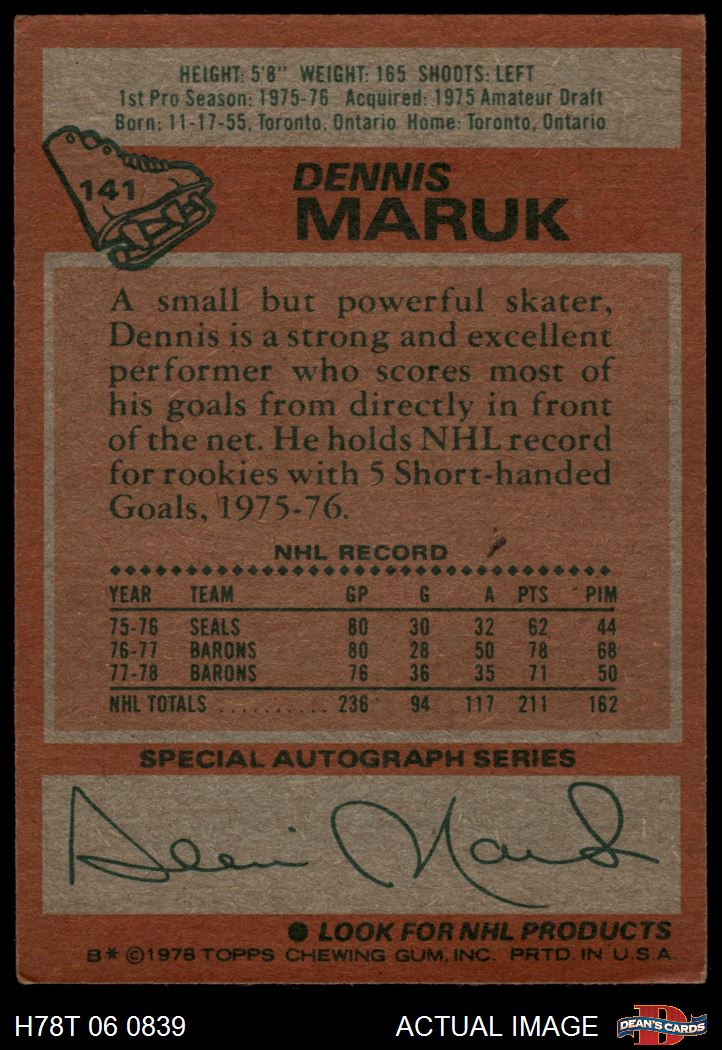 HEIGHT: 5'8" WEIGHT: 165 SHOOTS: LEFT
1st Pro Season: 1975-76 Acquired: 1975 Amateur Draft
Born: 11-17-55, Toronto, Ontario Home: Toronto, Ontario
141
DENNIS
MARUK
A small but powerful skater,
Dennis is a strong and excellent
performer who scores most of
his goals from directly in front
of the net. He holds NHL record
for rookies with 5 Short-handed
Goals, 1975-76.
NHL RECORD
YEAR TEAM GP G A PTS PIM
75-76 SEALS 80 30 32 62 44
76-77 BARONS 80 28 50 78 68
77-78 BARONS 76 36 35 71 50
NHL TOTALS .......... 236 94 117 211 162
SPECIAL AUTOGRAPH SERIES
Dennis Maruk
● LOOK FOR NHL PRODUCTS
B* ©1978 TOPPS CHEWING GUM, INC. PRTD. IN U.S.A.
H78T 06 0839 ACTUAL IMAGE DEAN'S CARDS